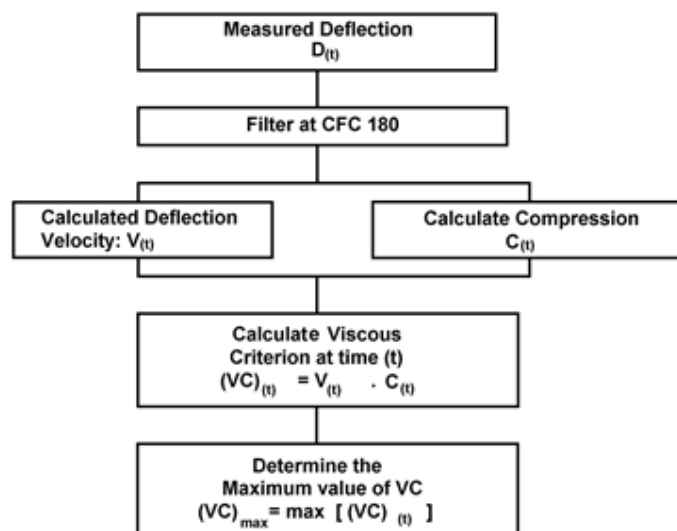 Measured Deflection
D(t)
Filter at CFC 180
Calculated Deflection
Velocity: V(t)
Calculate Compression
C(t)
Calculate Viscous
Criterion at time (t)
(VC)(t) = V(t) . C(t)
Determine the
Maximum value of VC
(VC)max = max [ (VC) (t) ]